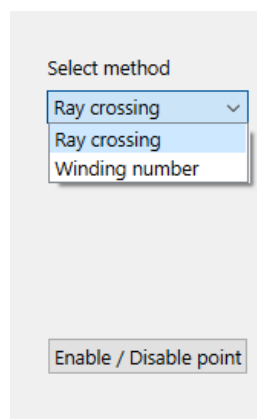 Select method
Ray crossing
Ray crossing
Winding number
Enable / Disable point